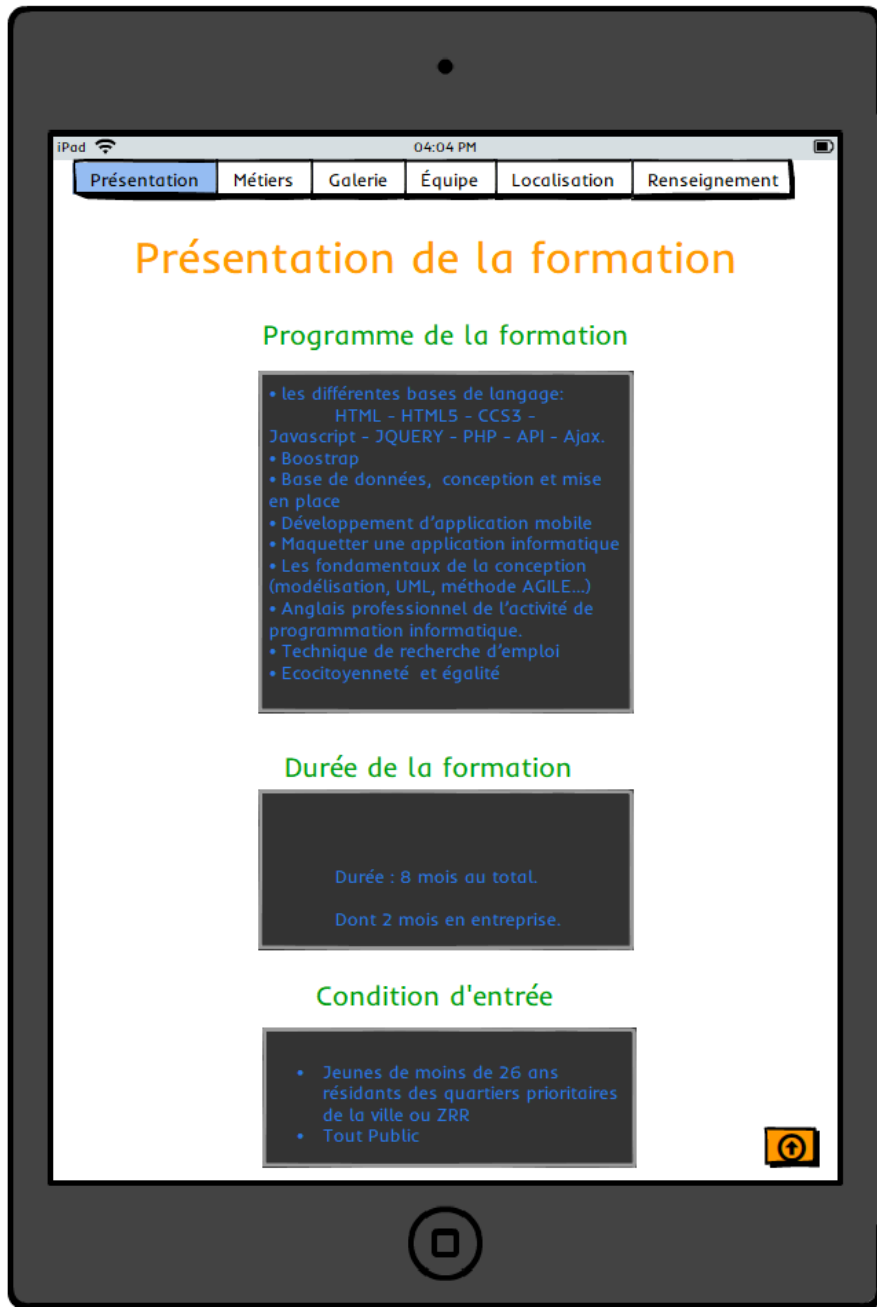 iPad 04:04 PM
Présentation Métiers Galerie Équipe Localisation Renseignement
Présentation de la formation
Programme de la formation
• les différentes bases de langage:
HTML - HTML5 - CCS3 -
Javascript - JQUERY - PHP - API - Ajax.
• Boostrap
• Base de données, conception et mise
en place
• Développement d'application mobile
• Maquetter une application informatique
• Les fondamentaux de la conception
(modélisation, UML, méthode AGILE...)
• Anglais professionnel de l'activité de
programmation informatique.
• Technique de recherche d'emploi
• Ecocitoyenneté et égalité
Durée de la formation
Durée : 8 mois au total.
Dont 2 mois en entreprise.
Condition d'entrée
• Jeunes de moins de 26 ans
résidants des quartiers prioritaires
de la ville ou ZRR
• Tout Public